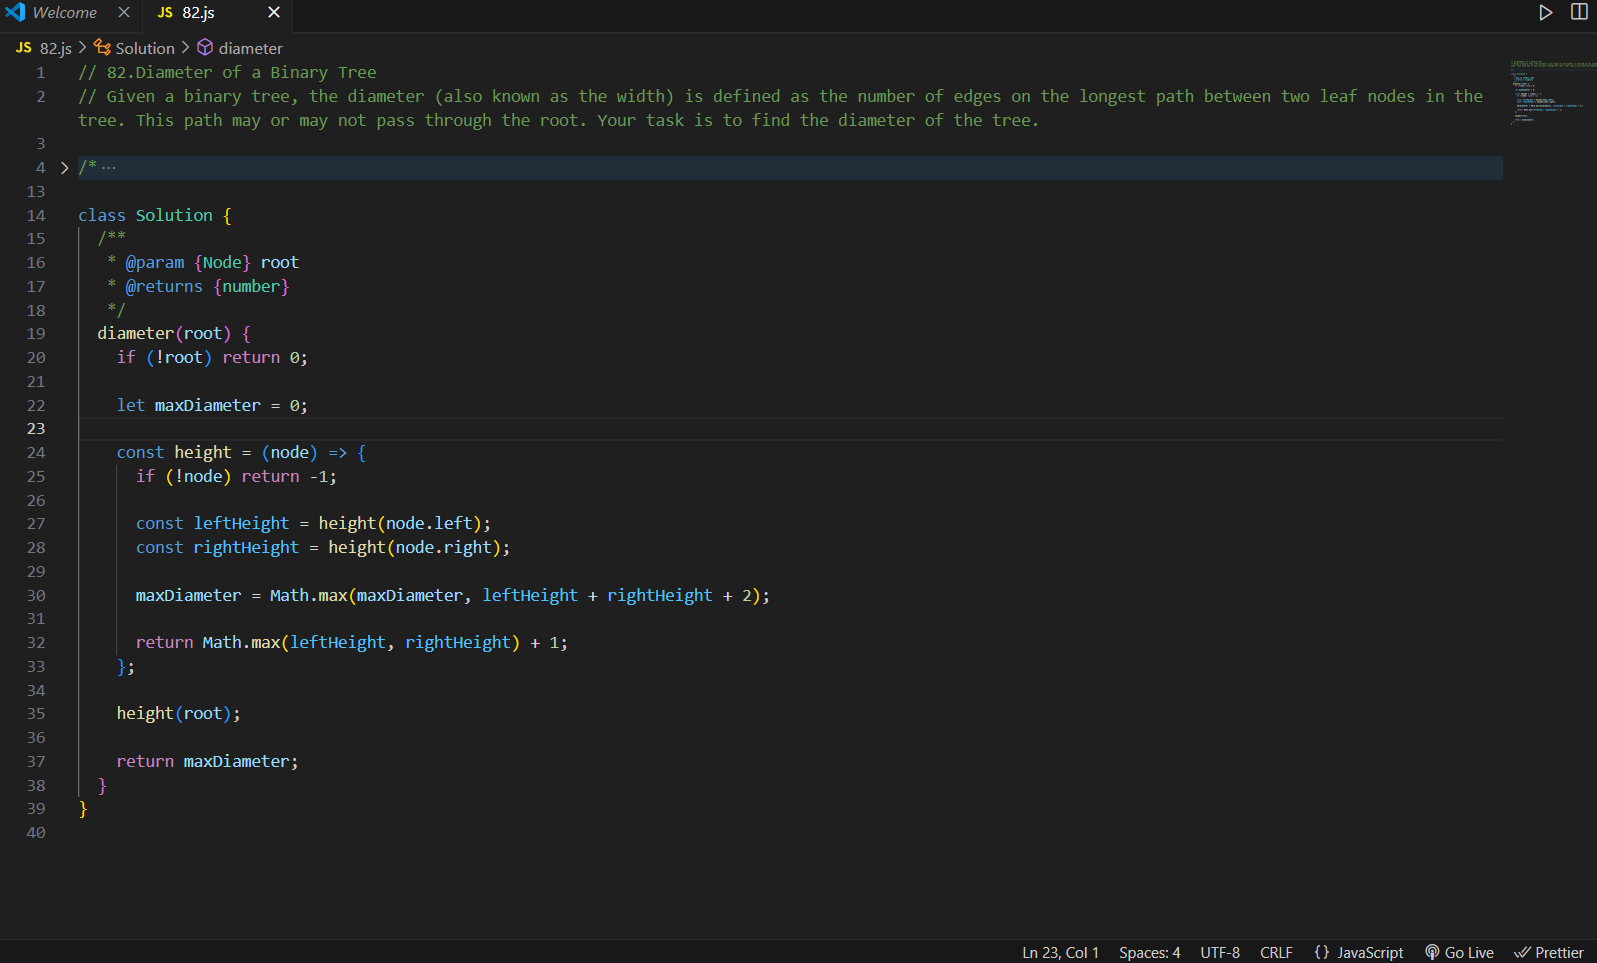 Welcome
JS 82.js
JS 82.js > Solution > diameter
1 // 82.Diameter of a Binary Tree
2 // Given a binary tree, the diameter (also known as the width) is defined as the number of edges on the longest path between two leaf nodes in the
tree. This path may or may not pass through the root. Your task is to find the diameter of the tree.
3
4 > /* ...
13
14 class Solution {
15   /**
16    * @param {Node} root
17    * @returns {number}
18    */
19   diameter(root) {
20     if (!root) return 0;
21
22     let maxDiameter = 0;
23
24     const height = (node) => {
25       if (!node) return -1;
26
27       const leftHeight = height(node.left);
28       const rightHeight = height(node.right);
29
30       maxDiameter = Math.max(maxDiameter, leftHeight + rightHeight + 2);
31
32       return Math.max(leftHeight, rightHeight) + 1;
33     };
34
35     height(root);
36
37     return maxDiameter;
38   }
39 }
40
Ln 23, Col 1 Spaces: 4 UTF-8 CRLF {} JavaScript Go Live Prettier